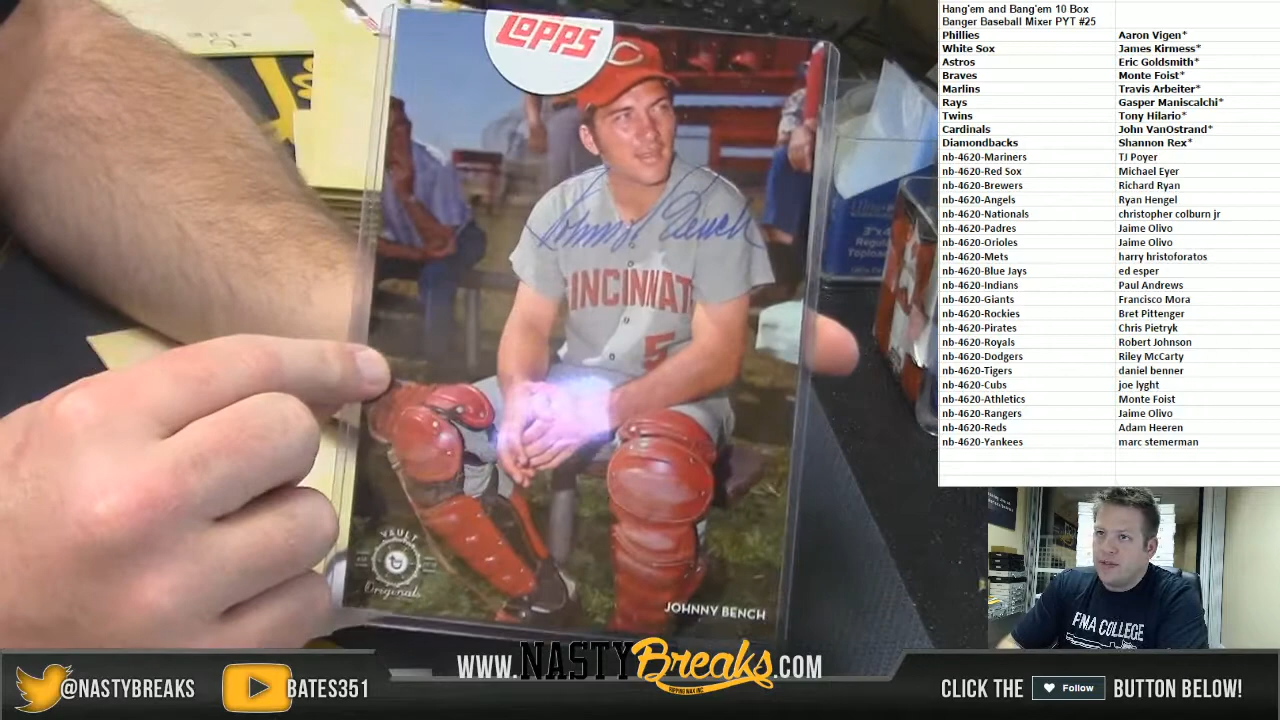 TOPPS
C
Johnny Bench
CINCINNATI
5
VAULT
Originals
JOHNNY BENCH
3"x4"
Hang'em and Bang'em 10 Box
Banger Baseball Mixer PYT #25
Phillies Aaron Vigen*
White Sox James Kirmess*
Astros Eric Goldsmith*
Braves Monte Foist*
Marlins Travis Arbeiter*
Rays Gasper Maniscalchi*
Twins Tony Hilario*
Cardinals John VanOstrand*
Diamondbacks Shannon Rex*
nb-4620-Mariners TJ Poyer
nb-4620-Red Sox Michael Eyer
nb-4620-Brewers Richard Ryan
nb-4620-Angels Ryan Hengel
nb-4620-Nationals christopher colburn jr
nb-4620-Padres Jaime Olivo
nb-4620-Orioles Jaime Olivo
nb-4620-Mets harry hristoforatos
nb-4620-Blue Jays ed esper
nb-4620-Indians Paul Andrews
nb-4620-Giants Francisco Mora
nb-4620-Rockies Bret Pittenger
nb-4620-Pirates Chris Pietryk
nb-4620-Royals Robert Johnson
nb-4620-Dodgers Riley McCarty
nb-4620-Tigers daniel benner
nb-4620-Cubs joe lyght
nb-4620-Athletics Monte Foist
nb-4620-Rangers Jaime Olivo
nb-4620-Reds Adam Heeren
nb-4620-Yankees marc stemerman
FMA COLLEGE
@NASTYBREAKS
BATES351
WWW.NASTYBreaks.COM
RIPPING WAX INC
CLICK THE Follow BUTTON BELOW!